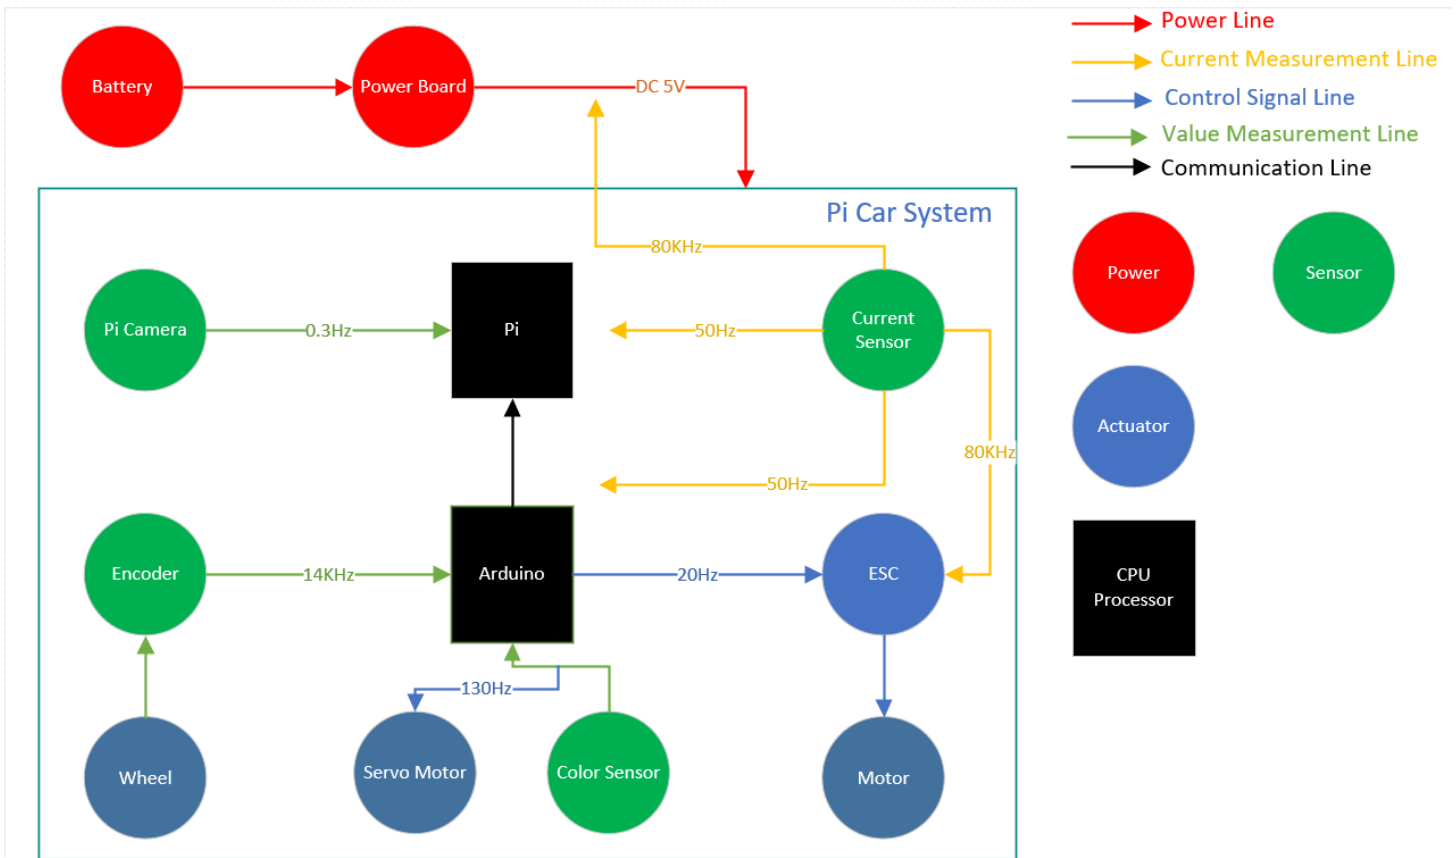 Power Line
Current Measurement Line
Control Signal Line
Value Measurement Line
Communication Line
Battery
Power Board
DC 5V
Pi Car System
80KHz
Pi Camera
0.3Hz
Pi
50Hz
Current
Sensor
80KHz
50Hz
Encoder
14KHz
Arduino
20Hz
ESC
130Hz
Wheel
Servo Motor
Color Sensor
Motor
Power
Sensor
Actuator
CPU
Processor